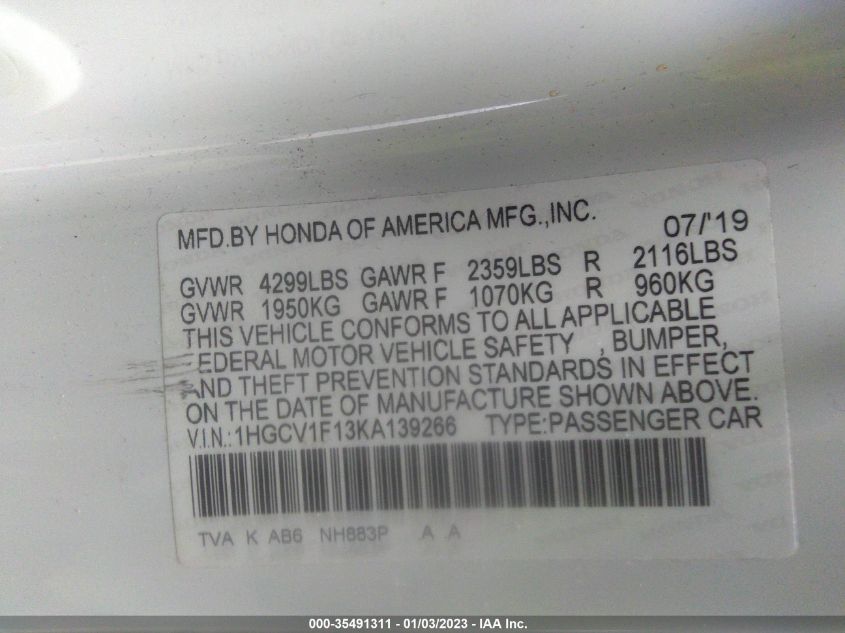 MFD.BY HONDA OF AMERICA MFG.,INC. 07/'19
GVWR 4299LBS GAWR F 2359LBS R 2116LBS
GVWR 1950KG GAWR F 1070KG R 960KG
THIS VEHICLE CONFORMS TO ALL APPLICABLE
EDERAL MOTOR VEHICLE SAFETY , BUMPER,
AND THEFT PREVENTION STANDARDS IN EFFECT
ON THE DATE OF MANUFACTURE SHOWN ABOVE.
V.I.N.:1HGCV1F13KA139266 TYPE:PASSENGER CAR
TVA K AB6 NH883P A A
000-35491311 - 01/03/2023 - IAA Inc.